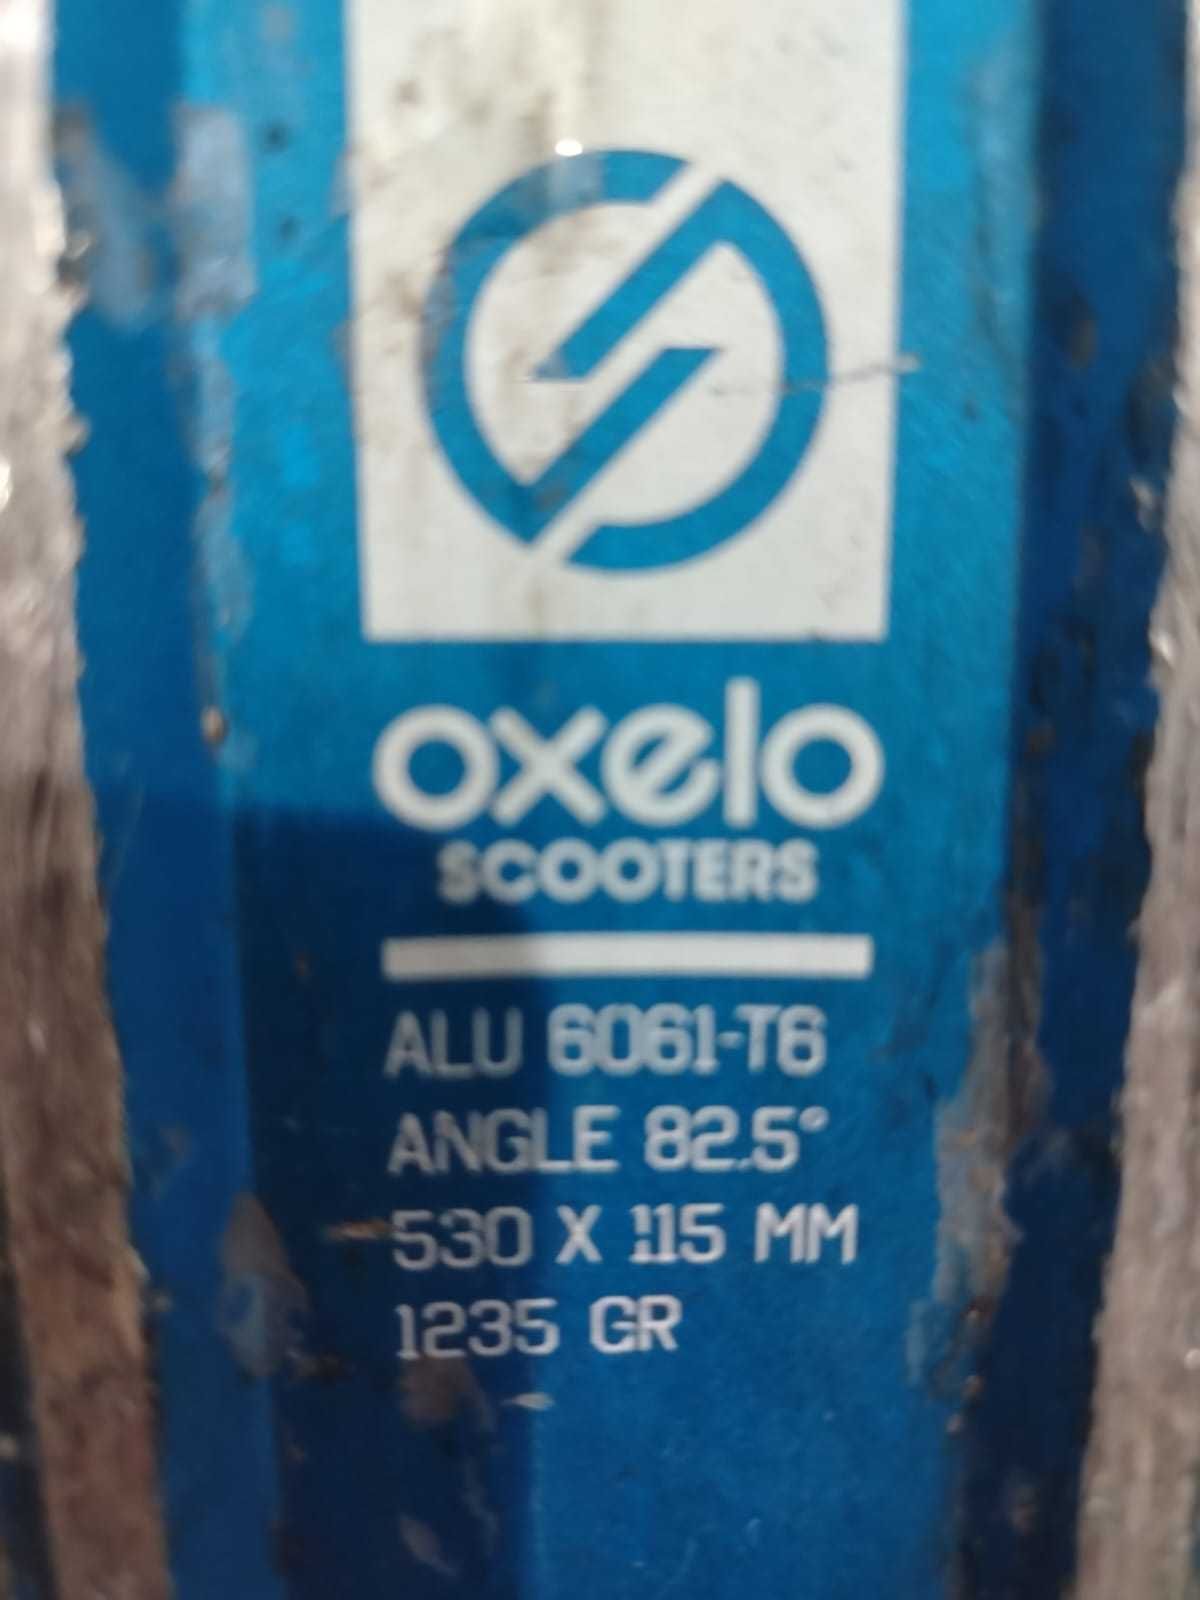 oxelo
SCOOTERS
ALU 6061-T6
ANGLE 82.5°
530 X 115 MM
1235 GR